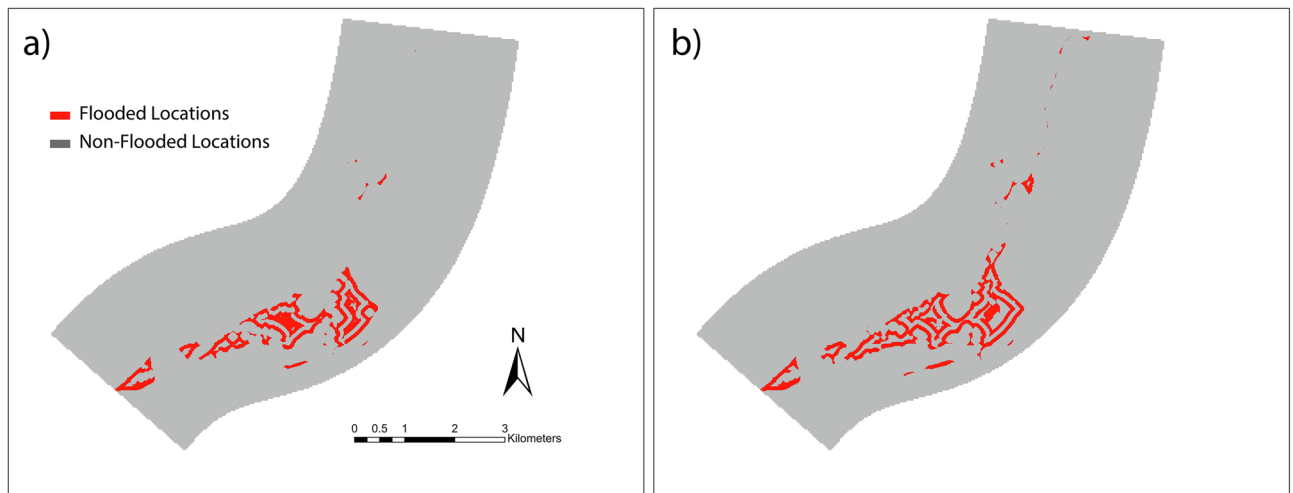 a)
b)
Flooded Locations
Non-Flooded Locations
N
0 0.5 1 2 3
Kilometers